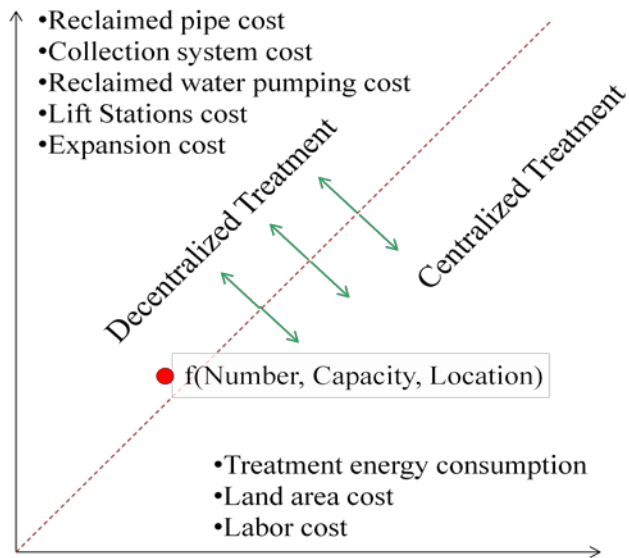 •Reclaimed pipe cost
•Collection system cost
•Reclaimed water pumping cost
•Lift Stations cost
•Expansion cost
Decentralized Treatment
Centralized Treatment
f(Number, Capacity, Location)
•Treatment energy consumption
•Land area cost
•Labor cost